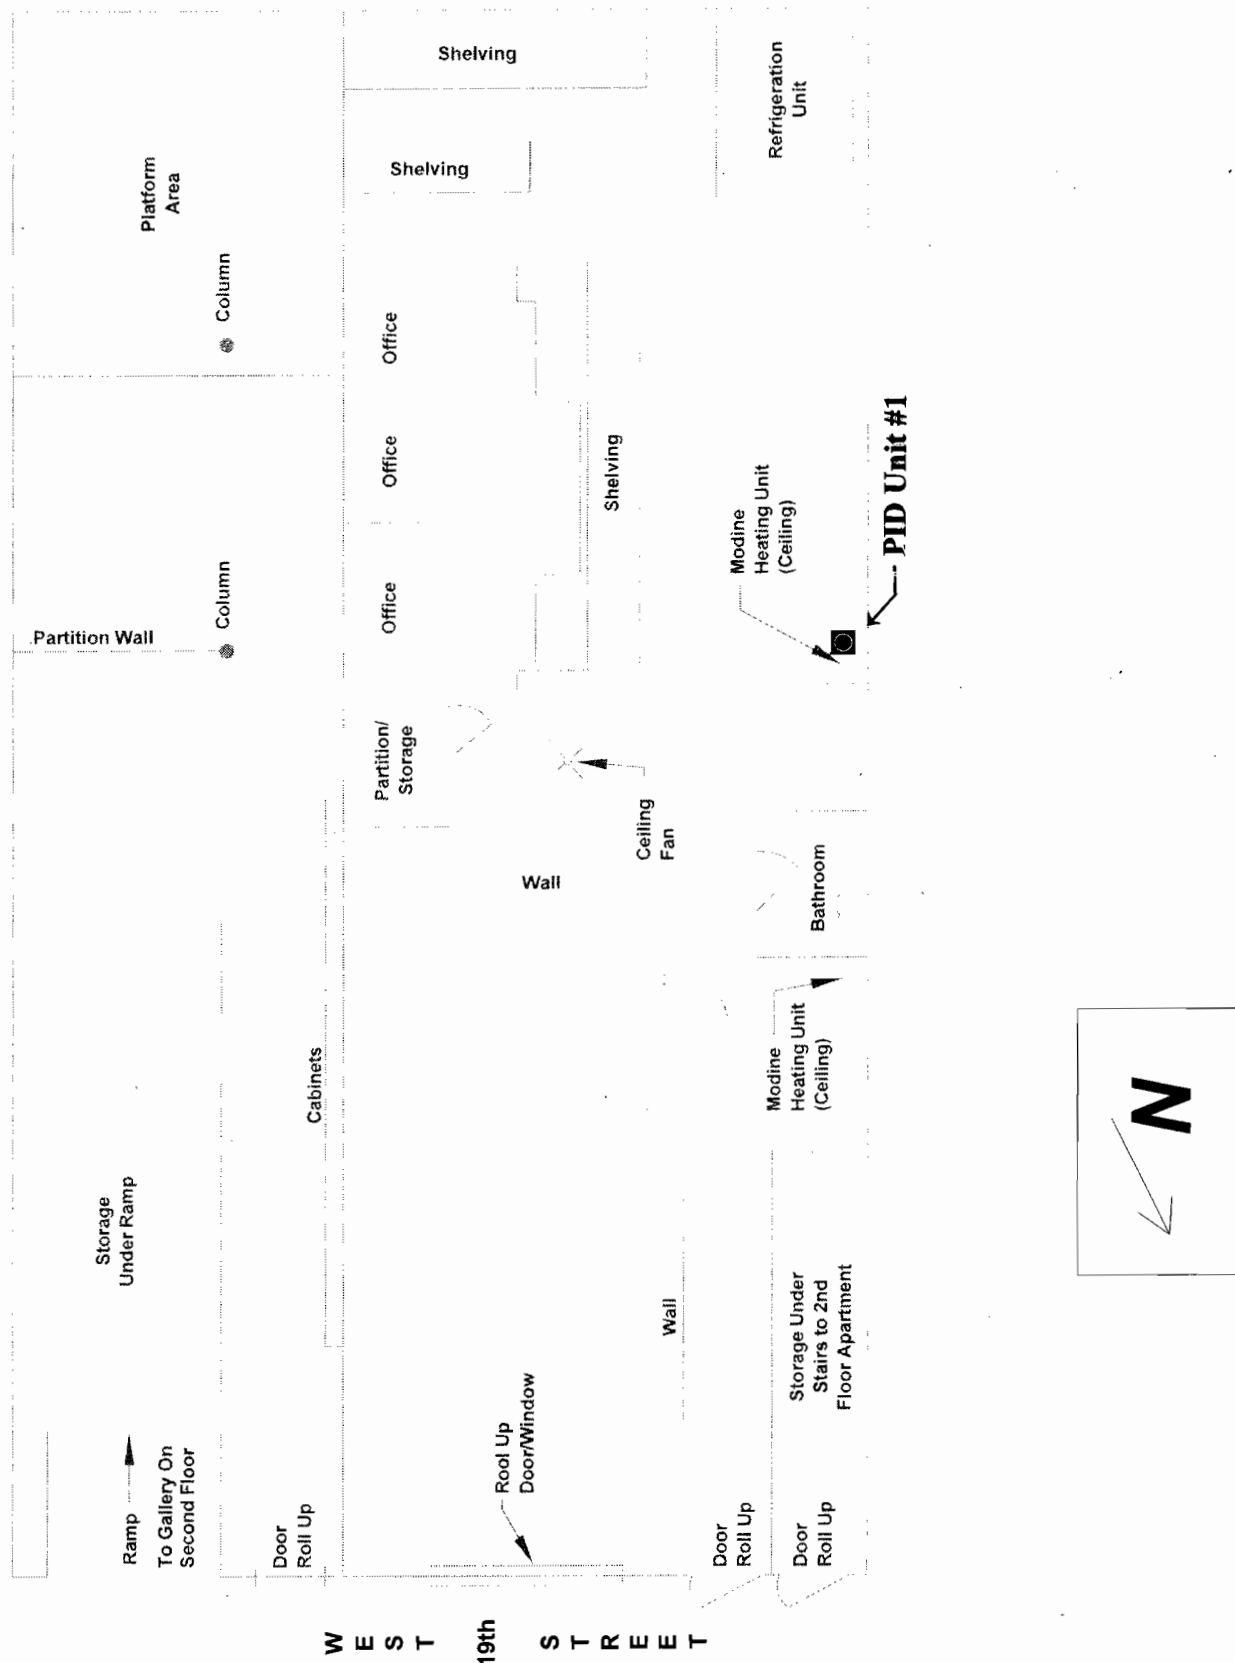 Shelving
Refrigeration
Unit
Shelving
Platform
Area
Column
Office
Office
Shelving
PID Unit #1
Modine
Heating Unit
(Ceiling)
Column
Office
Partition Wall
Partition/
Storage
Ceiling
Fan
Wall
Bathroom
Cabinets
Modine
Heating Unit
(Ceiling)
Storage
Under Ramp
Wall
Storage Under
Stairs to 2nd
Floor Apartment
Rool Up
Door/Window
Ramp
To Gallery On
Second Floor
Door
Roll Up
Door
Roll Up
Door
Roll Up
WEST 19th STREET
N